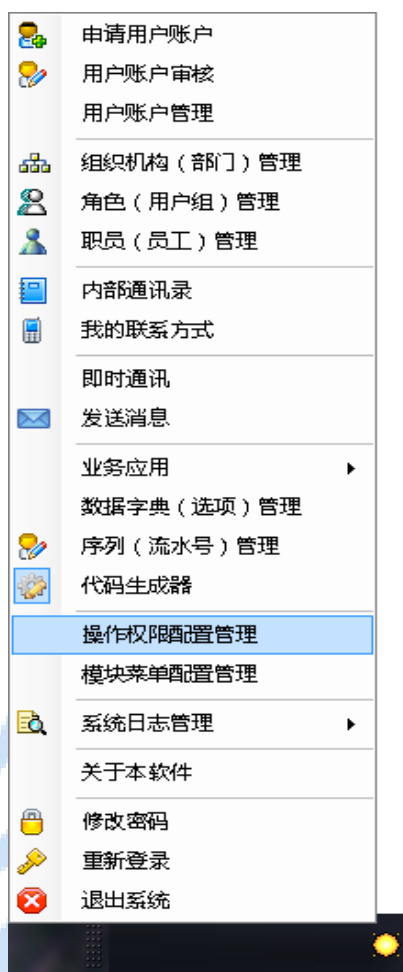 申请用户账户
用户账户审核
用户账户管理
组织机构（部门）管理
角色（用户组）管理
职员（员工）管理
内部通讯录
我的联系方式
即时通讯
发送消息
业务应用
数据字典（选项）管理
序列（流水号）管理
代码生成器
操作权限配置管理
模块菜单配置管理
系统日志管理
关于本软件
修改密码
重新登录
退出系统